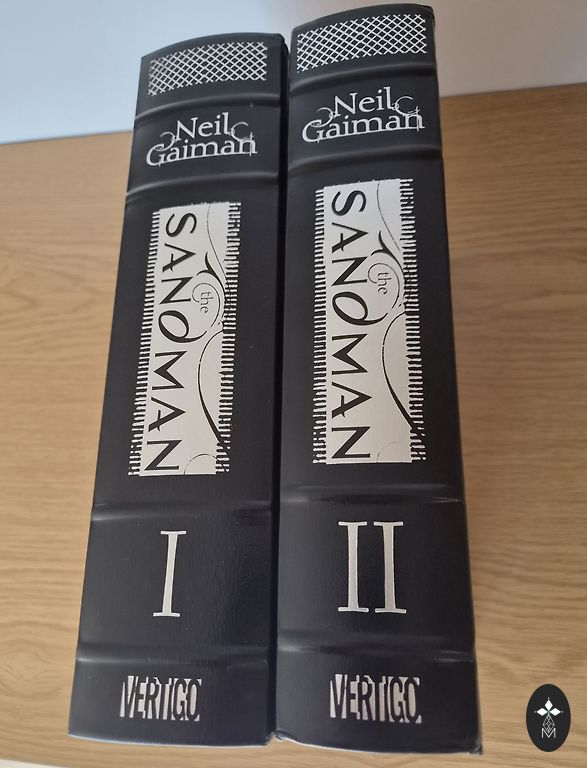 Neil
Gaiman
the
SANDMAN
I
VERTIGO
Neil
Gaiman
the
SANDMAN
II
VERTIGO
M